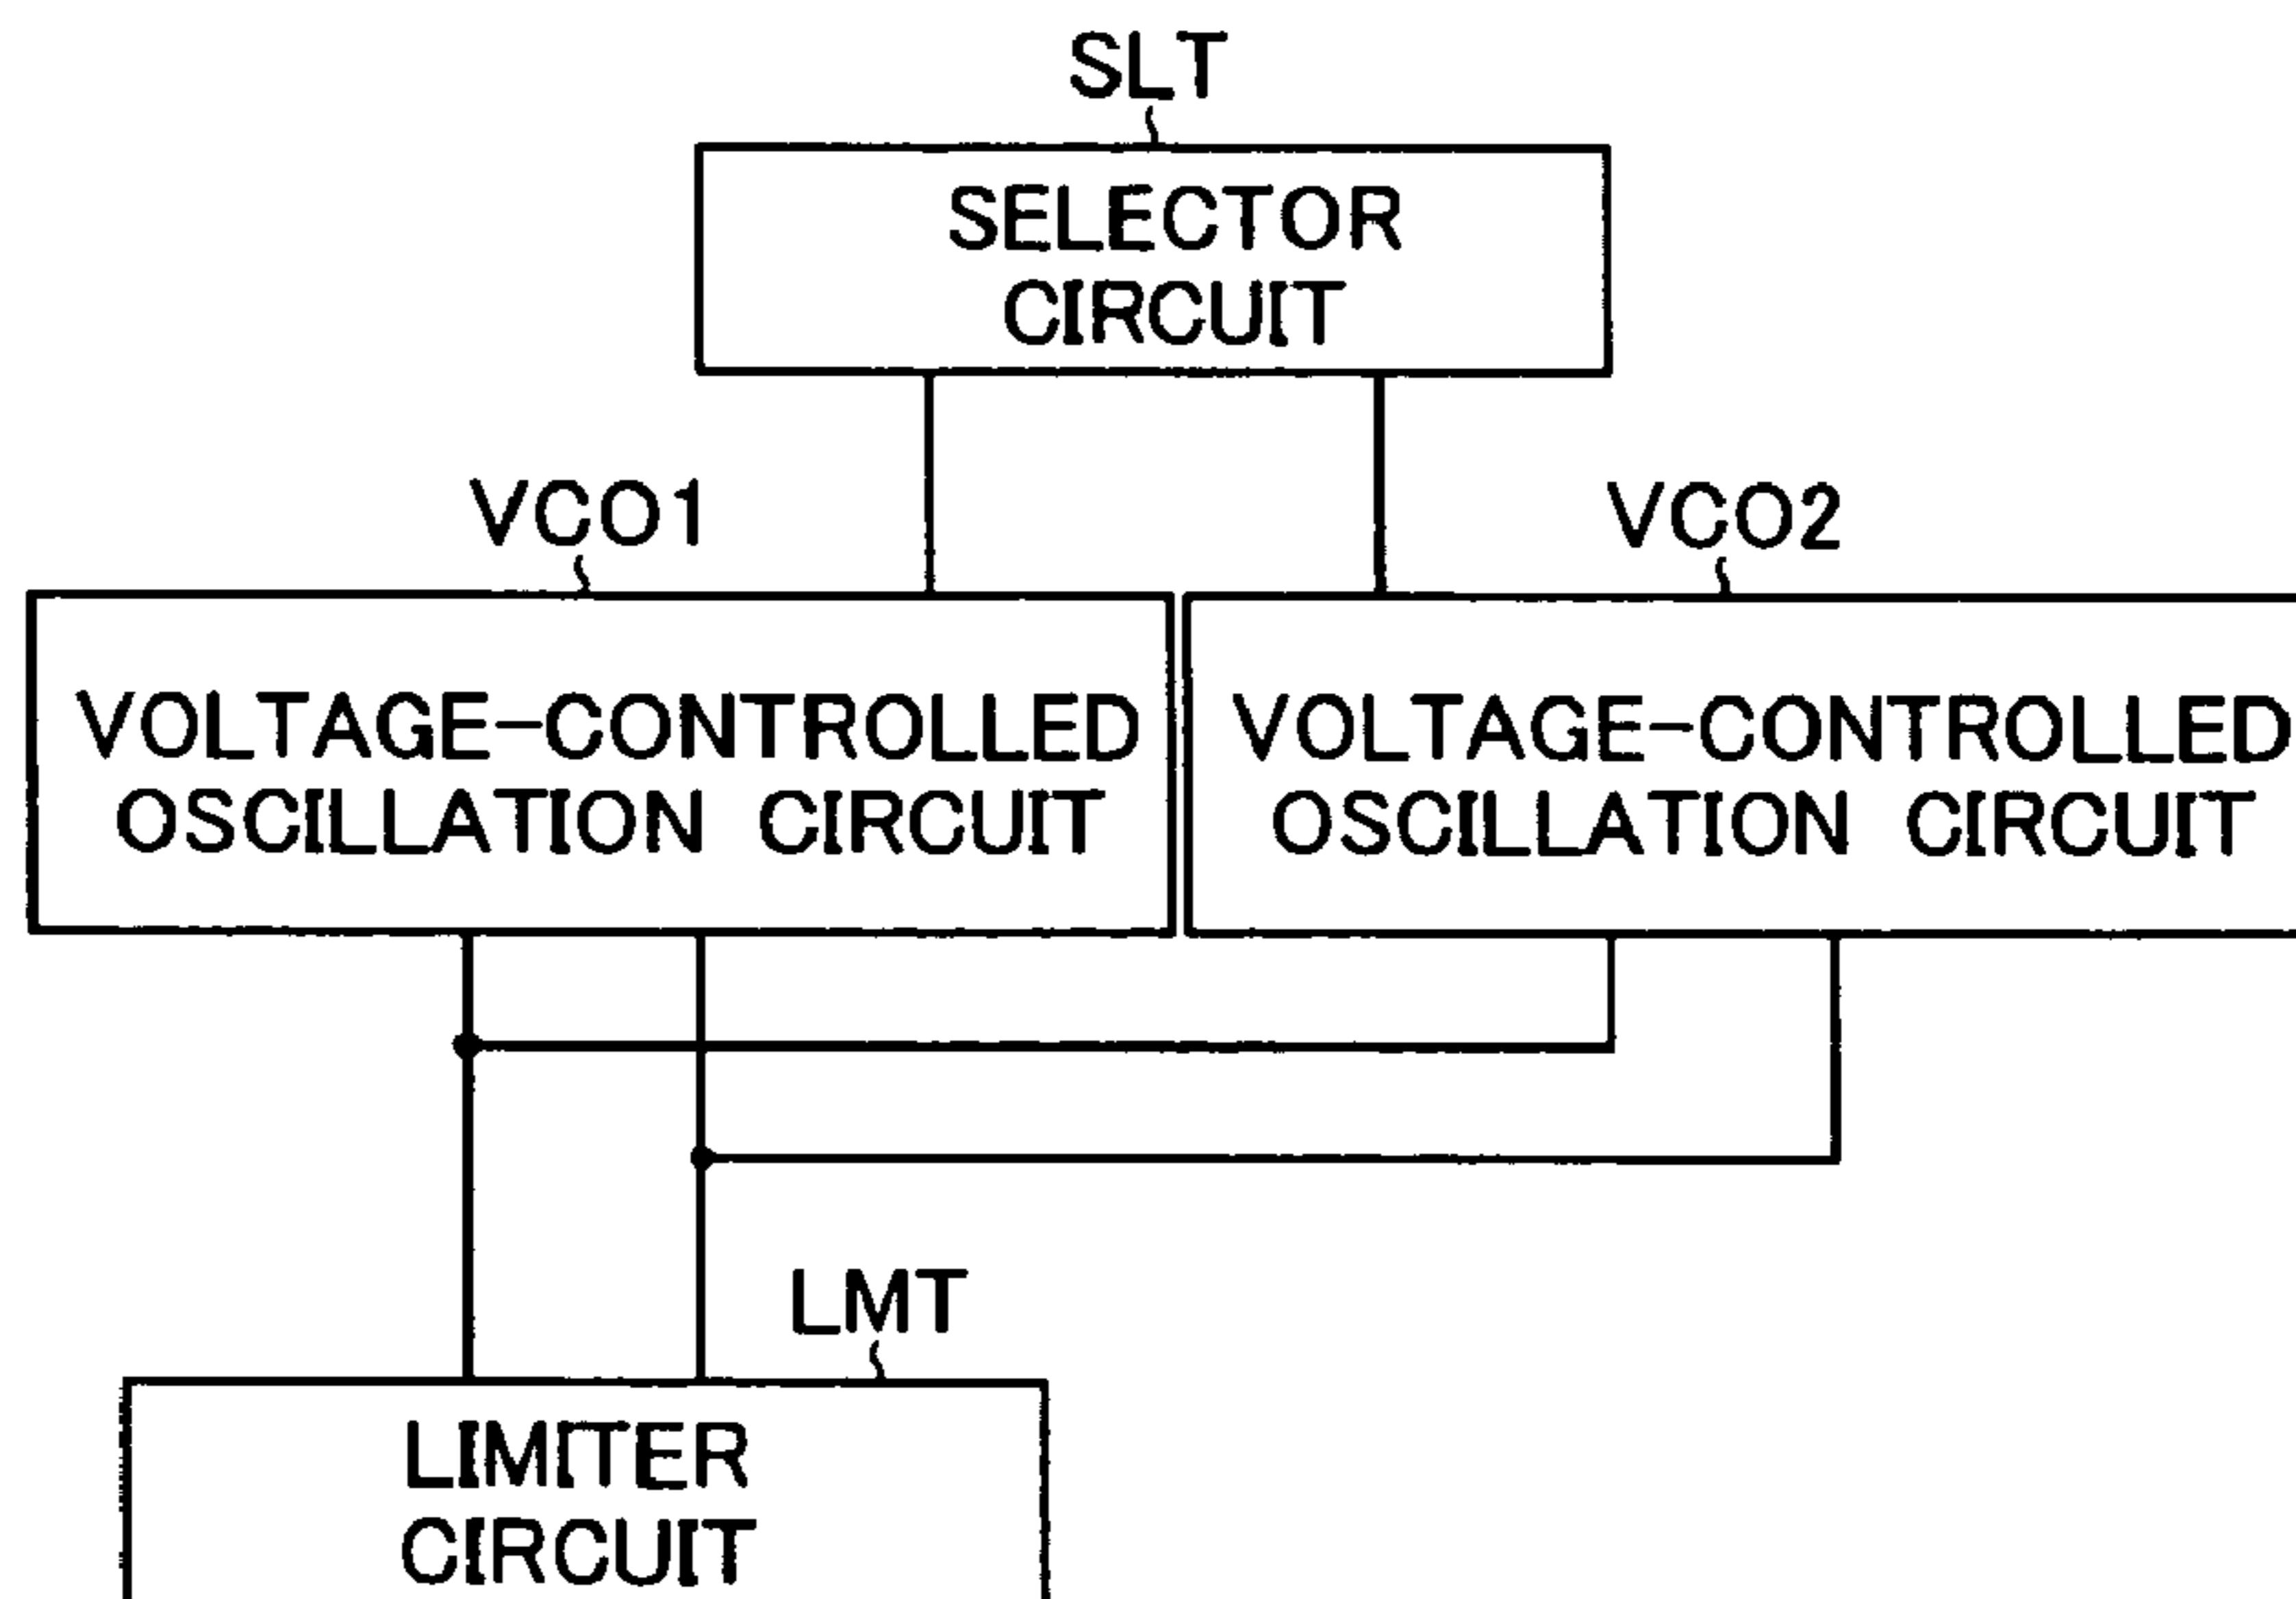 SLT
SELECTOR
CIRCUIT
VCO1
VCO2
VOLTAGE-CONTROLLED
OSCILLATION CIRCUIT
VOLTAGE-CONTROLLED
OSCILLATION CIRCUIT
LMT
LIMITER
CIRCUIT